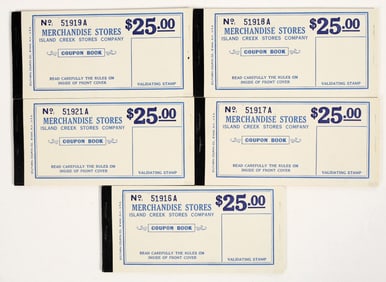 No. 51919A $25.00
MERCHANDISE STORES
ISLAND CREEK STORES COMPANY
COUPON BOOK
READ CAREFULLY THE RULES ON
INSIDE OF FRONT COVER
VALIDATING STAMP
No. 51918A $25.00
MERCHANDISE STORES
ISLAND CREEK STORES COMPANY
COUPON BOOK
READ CAREFULLY THE RULES ON
INSIDE OF FRONT COVER
VALIDATING STAMP
No. 51921A $25.00
MERCHANDISE STORES
ISLAND CREEK STORES COMPANY
COUPON BOOK
READ CAREFULLY THE RULES ON
INSIDE OF FRONT COVER
VALIDATING STAMP
No. 51917A $25.00
MERCHANDISE STORES
ISLAND CREEK STORES COMPANY
COUPON BOOK
READ CAREFULLY THE RULES ON
INSIDE OF FRONT COVER
VALIDATING STAMP
No. 51916A $25.00
MERCHANDISE STORES
ISLAND CREEK STORES COMPANY
COUPON BOOK
READ CAREFULLY THE RULES ON
INSIDE OF FRONT COVER
VALIDATING STAMP